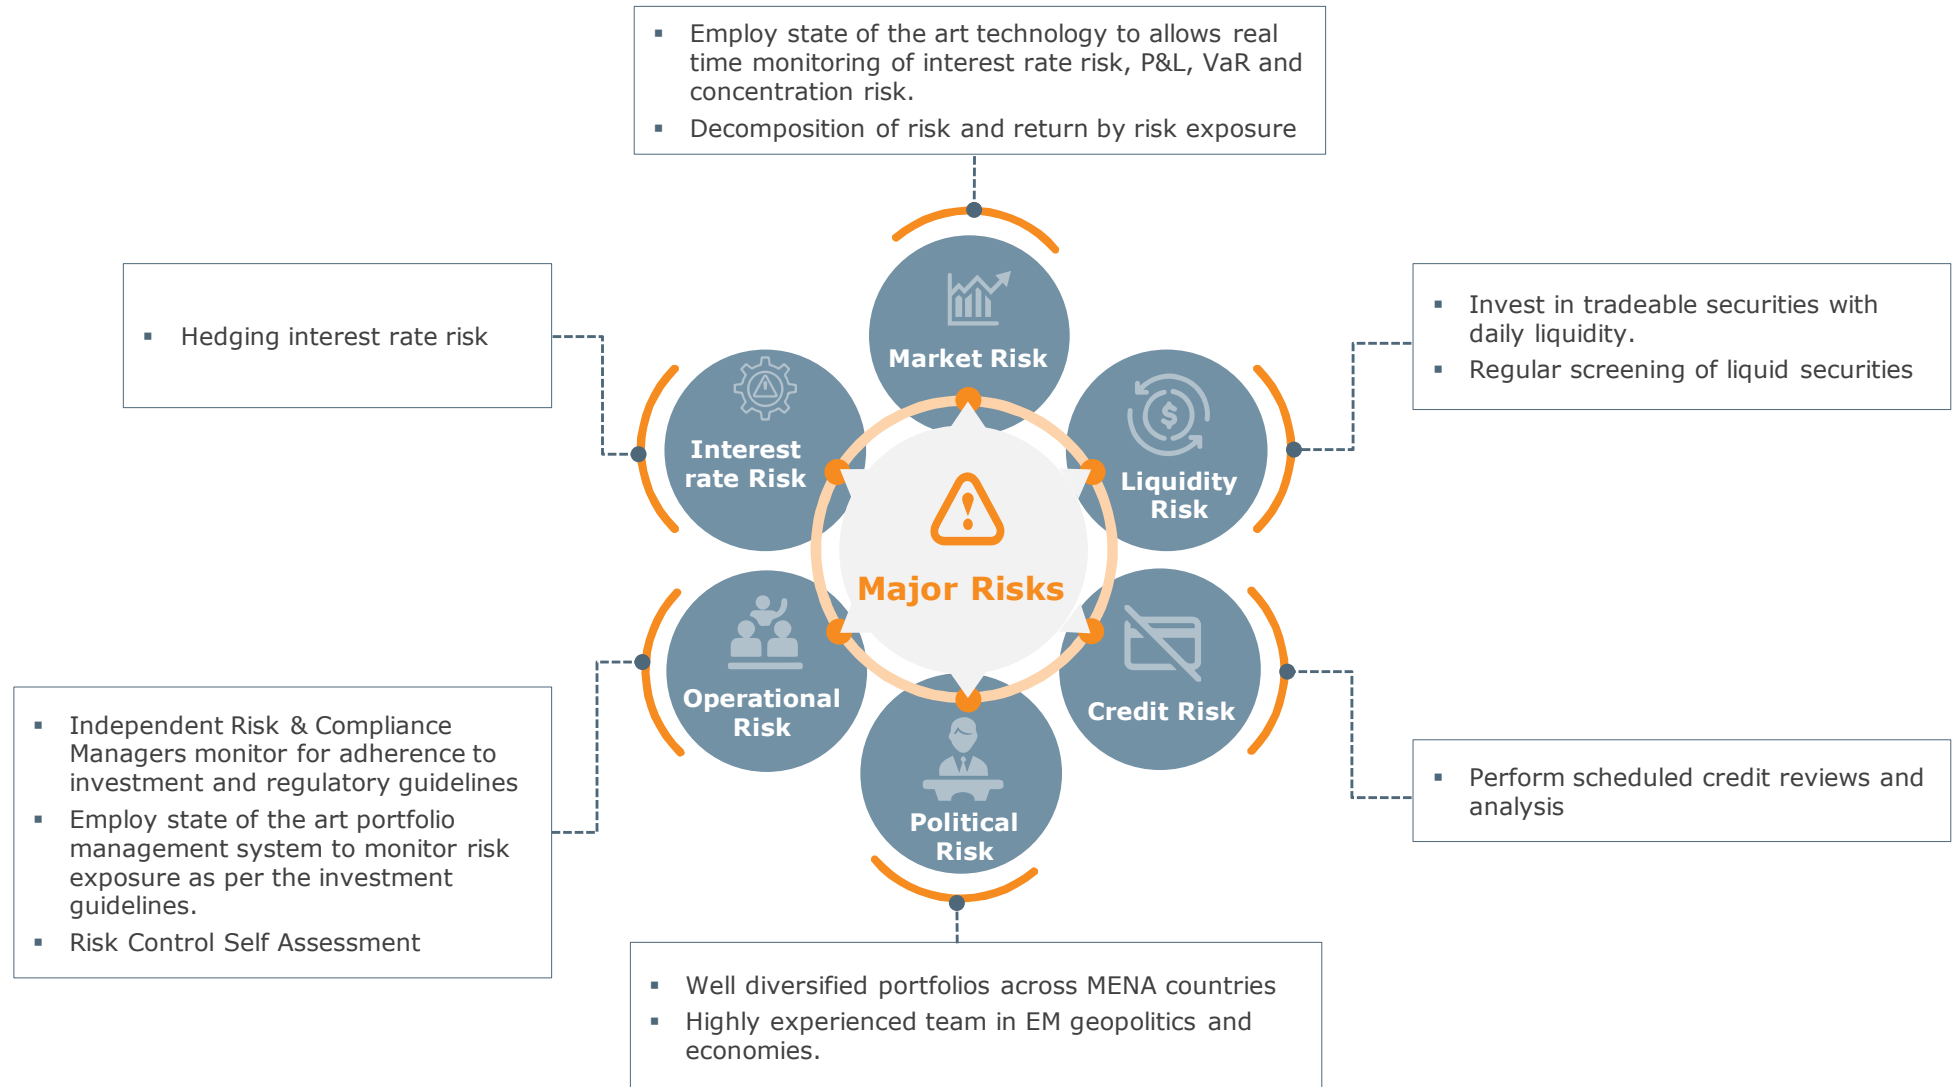 ▪ Employ state of the art technology to allows real
time monitoring of interest rate risk, P&L, VaR and
concentration risk.
▪ Decomposition of risk and return by risk exposure
▪ Hedging interest rate risk
▪ Invest in tradeable securities with
daily liquidity.
▪ Regular screening of liquid securities
Market Risk
Interest
rate Risk
Liquidity
Risk
Major Risks
Operational
Risk
Credit Risk
Political
Risk
▪ Independent Risk & Compliance
Managers monitor for adherence to
investment and regulatory guidelines
▪ Employ state of the art portfolio
management system to monitor risk
exposure as per the investment
guidelines.
▪ Risk Control Self Assessment
▪ Perform scheduled credit reviews and
analysis
▪ Well diversified portfolios across MENA countries
▪ Highly experienced team in EM geopolitics and
economies.